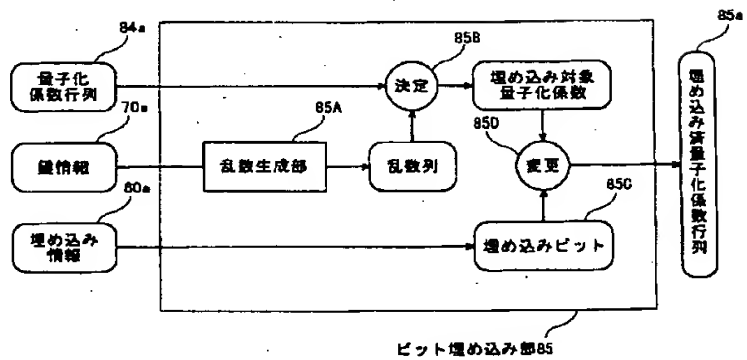 84a
85B
85a
量子化
係数行列
決定
埋め込み対象
量子化係数
70a
85A
85D
鍵情報
乱数生成部
乱数列
変更
埋め込み済量子化係数行列
80a
85C
埋め込み
情報
埋め込みビット
ビット埋め込み部85